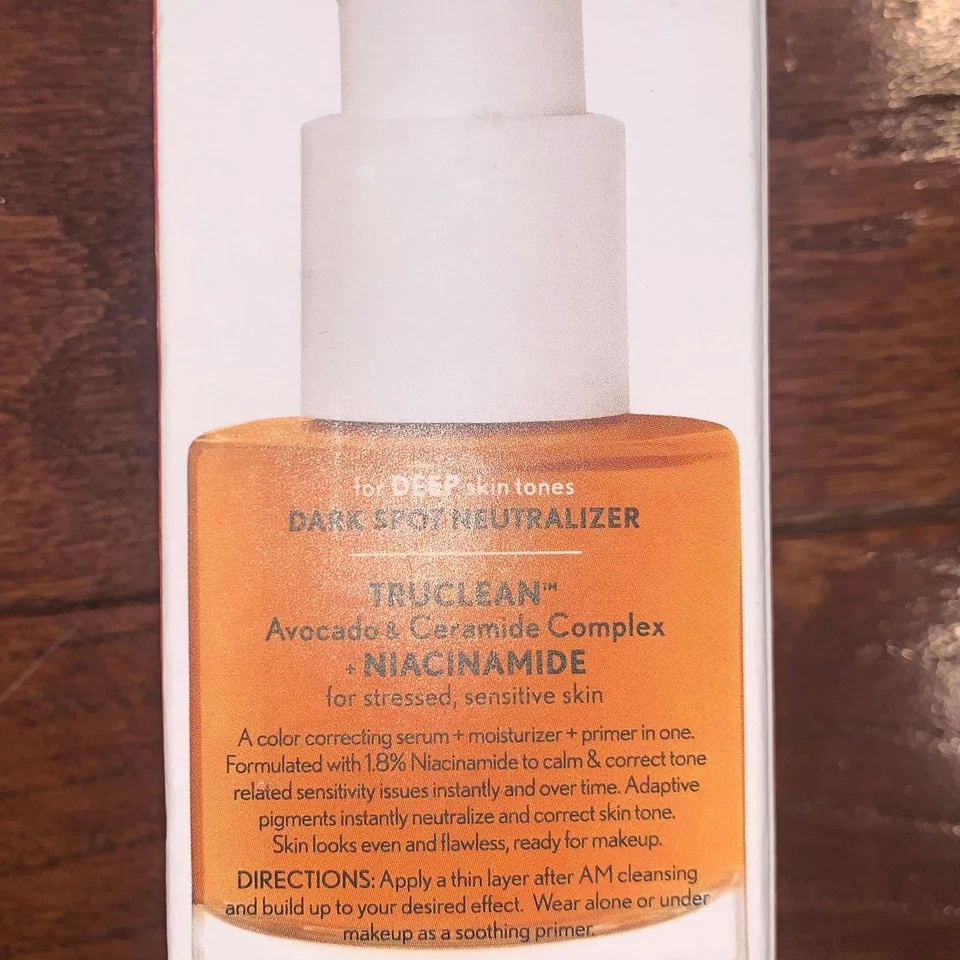 for DEEP skin tones
DARK SPOT NEUTRALIZER
TRUCLEAN™
Avocado & Ceramide Complex
+ NIACINAMIDE
for stressed, sensitive skin
A color correcting serum + moisturizer + primer in one.
Formulated with 1.8% Niacinamide to calm & correct tone
related sensitivity issues instantly and over time. Adaptive
pigments instantly neutralize and correct skin tone.
Skin looks even and flawless, ready for makeup.
DIRECTIONS: Apply a thin layer after AM cleansing
and build up to your desired effect. Wear alone or under
makeup as a soothing primer.